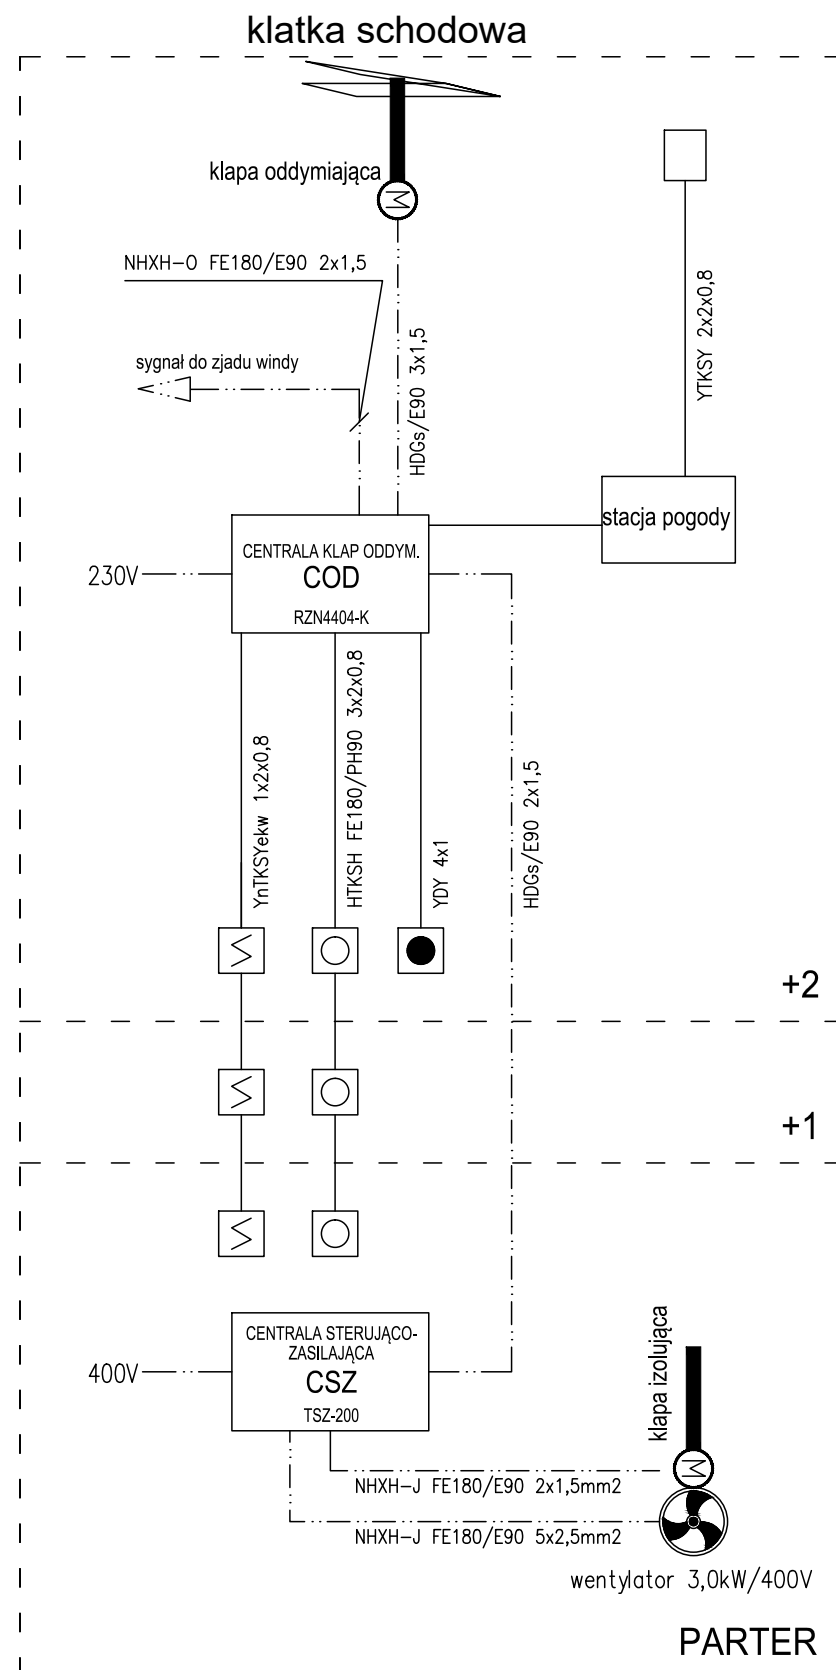 klatka schodowa
klapa oddymiająca
M
NHXH-O FE180/E90 2x1,5
sygnał do zjadu windy
HDGs/E90 3x1,5
YTKSY 2x2x0,8
stacja pogody
CENTRALA KLAP ODDYM.
COD
RZN4404-K
230V
YnTKSYekw 1x2x0,8
HTKSH FE180/PH90 3x2x0,8
YDY 4x1
HDGs/E90 2x1,5
+2
+1
CENTRALA STERUJĄCO-
ZASILAJĄCA
CSZ
TSZ-200
400V
klapa izolująca
M
NHXH-J FE180/E90 2x1,5mm2
NHXH-J FE180/E90 5x2,5mm2
wentylator 3,0kW/400V
PARTER